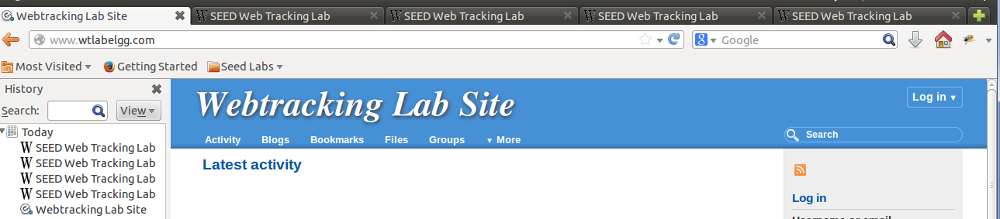 Webtracking Lab Site SEED Web Tracking Lab SEED Web Tracking Lab SEED Web Tracking Lab SEED Web Tracking Lab
www.wtlabelgg.com Google
Most Visited Getting Started Seed Labs
History
Search: View
Today
W SEED Web Tracking Lab
W SEED Web Tracking Lab
W SEED Web Tracking Lab
W SEED Web Tracking Lab
Webtracking Lab Site
Webtracking Lab Site
Log in
Activity Blogs Bookmarks Files Groups More
Search
Latest activity
Log in
Username or email